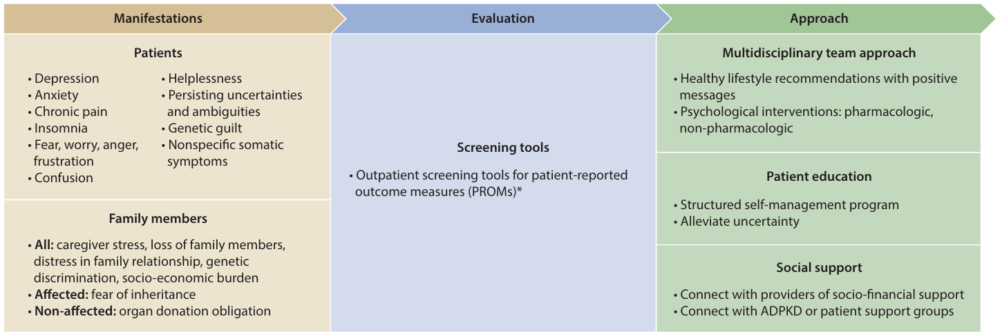 Manifestations
Patients
• Depression
• Anxiety
• Chronic pain
• Insomnia
• Fear, worry, anger,
frustration
• Confusion
• Helplessness
• Persisting uncertainties
and ambiguities
• Genetic guilt
• Nonspecific somatic
symptoms
Family members
• All: caregiver stress, loss of family members,
distress in family relationship, genetic
discrimination, socio-economic burden
• Affected: fear of inheritance
• Non-affected: organ donation obligation
Evaluation
Screening tools
• Outpatient screening tools for patient-reported
outcome measures (PROMs)*
Approach
Multidisciplinary team approach
• Healthy lifestyle recommendations with positive
messages
• Psychological interventions: pharmacologic,
non-pharmacologic
Patient education
• Structured self-management program
• Alleviate uncertainty
Social support
• Connect with providers of socio-financial support
• Connect with ADPKD or patient support groups